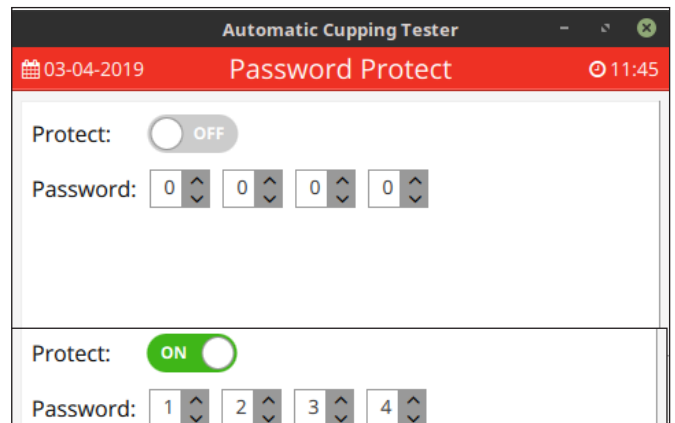 Automatic Cupping Tester
03-04-2019 Password Protect 11:45
Protect: OFF
Password: 0 0 0 0
Protect: ON
Password: 1 2 3 4